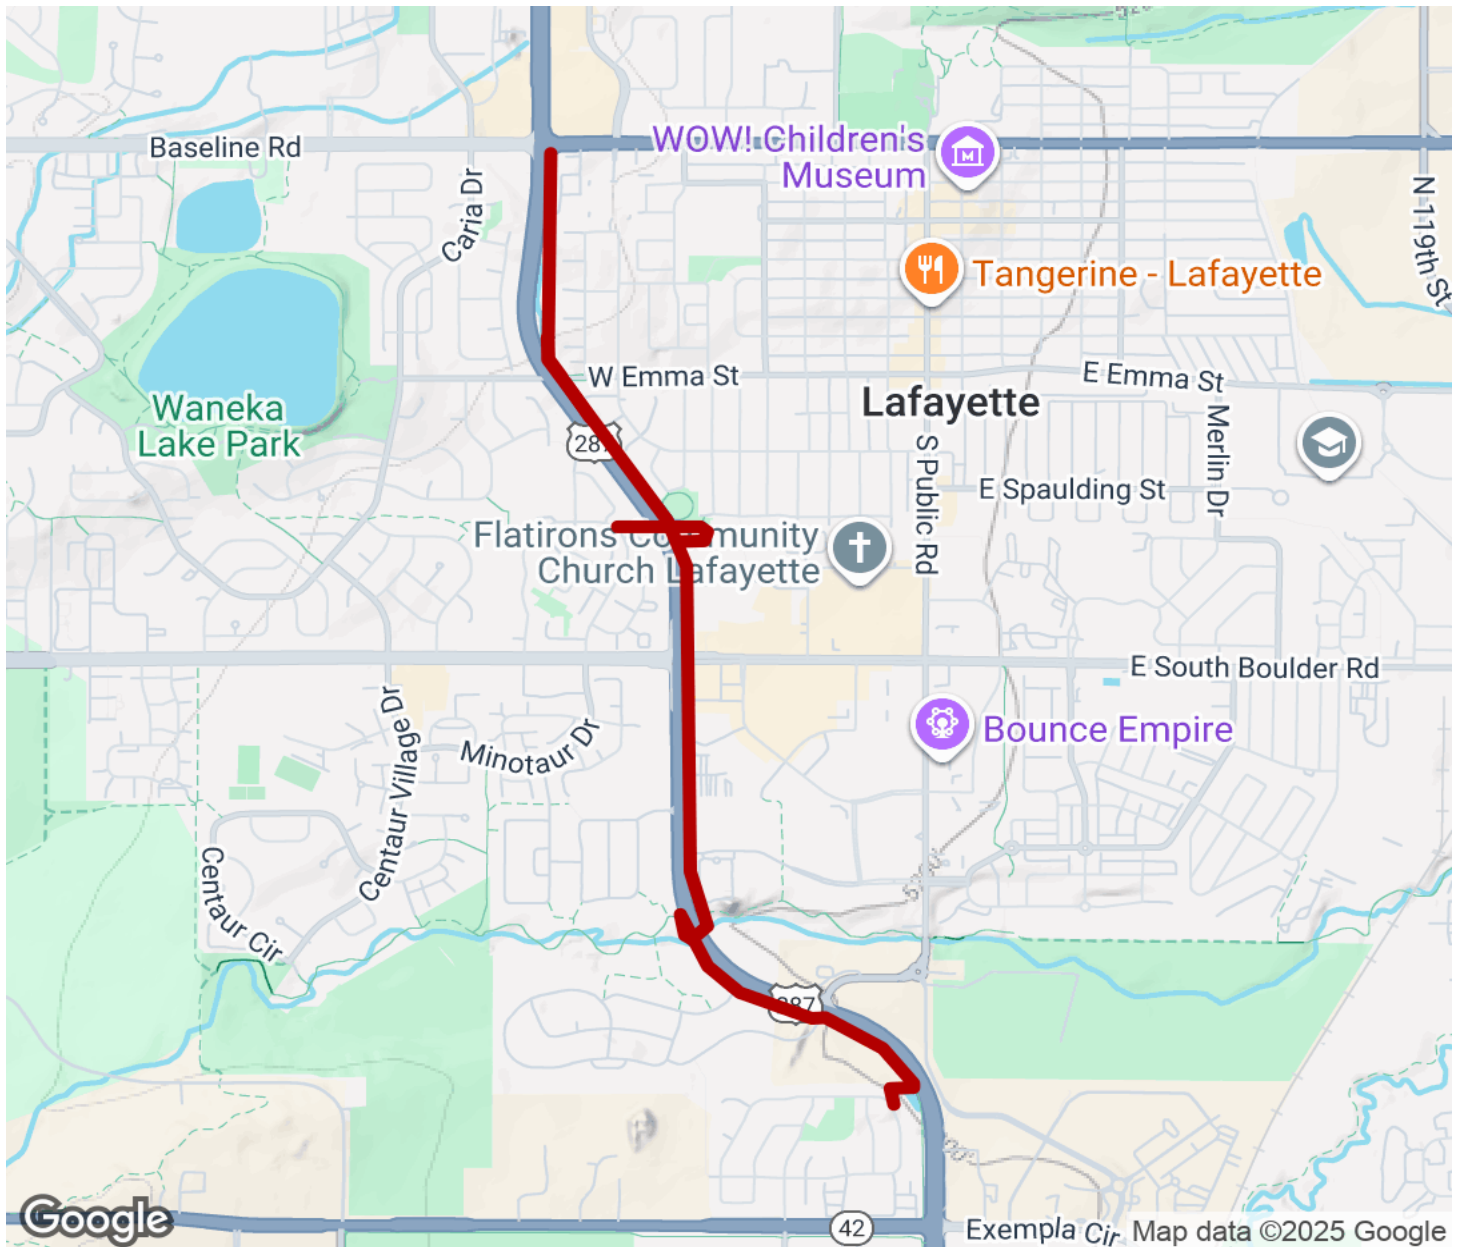 Baseline Rd
WOW! Children's
Museum
Caria Dr
N 119th St
Tangerine - Lafayette
W Emma St
E Emma St
Waneka
Lake Park
Lafayette
Merlin Dr
287
S Public Rd
E Spaulding St
Flatirons Community
Church Lafayette
E South Boulder Rd
Centaur Village Dr
Minotaur Dr
Bounce Empire
Centaur Cir
287
Google
42
Exempla Cir
Map data ©2025 Google